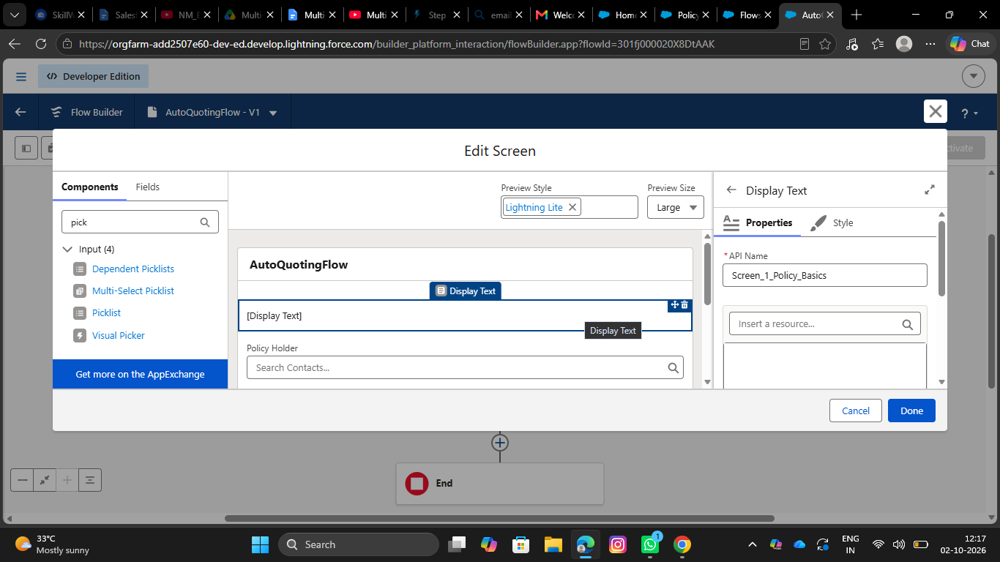 SkillW
Salest
NM_E
Multi-
Multi
Multi
Step
email
Welco
Home
Policy
Flows
Auto
https://orgfarm-add2507e60-dev-ed.develop.lightning.force.com/builder_platform_interaction/flowBuilder.app?flowId=301fj000020X8DtAAK
Chat
</> Developer Edition
Flow Builder
AutoQuotingFlow - V1
?
ctivate
Edit Screen
Components
Fields
pick
Input (4)
Dependent Picklists
Multi-Select Picklist
Picklist
Visual Picker
Get more on the AppExchange
Preview Style
Lightning Lite
Preview Size
Large
AutoQuotingFlow
Display Text
[Display Text]
Display Text
Policy Holder
Search Contacts...
Display Text
Properties
Style
*API Name
Screen_1_Policy_Basics
Insert a resource...
Cancel
Done
End
33°C
Mostly sunny
Search
1
ENG
IN
12:17
02-10-2026